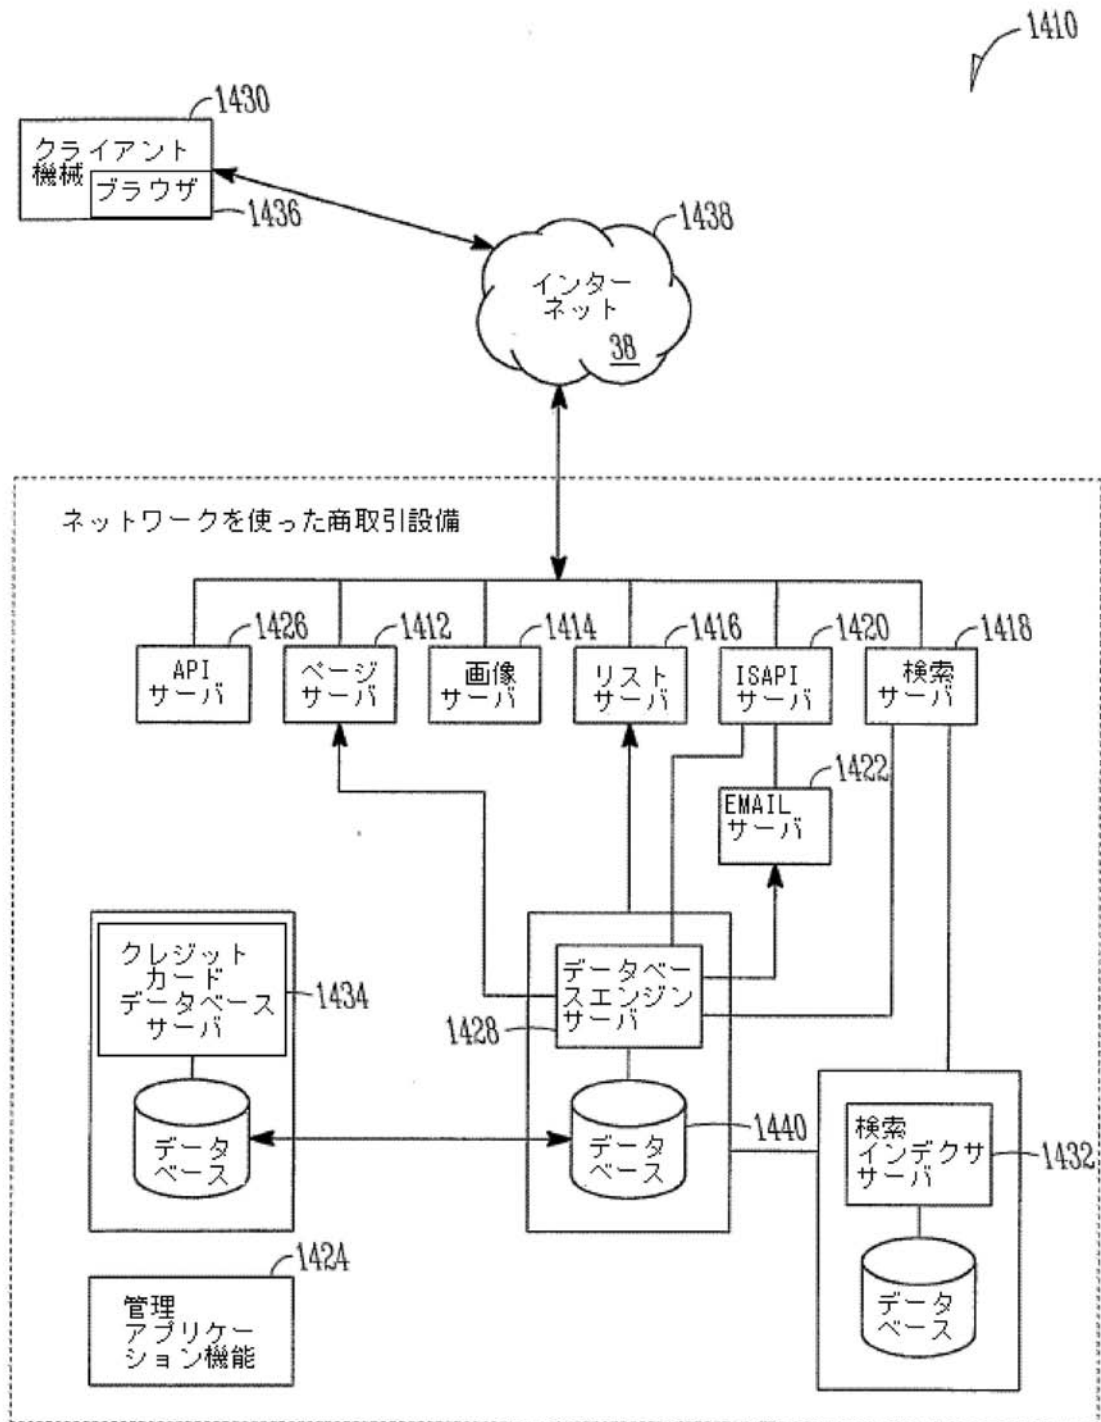 1410
1430
クライアント
機械
ブラウザ
1436
1438
インター
ネット
38
ネットワークを使った商取引設備
1426
1412
1414
1416
1420
1418
API
サーバ
ページ
サーバ
画像
サーバ
リスト
サーバ
ISAPI
サーバ
検索
サーバ
1422
EMAIL
サーバ
クレジット
カード
データベース
サーバ
1434
データベー
スエンジン
サーバ
1428
データ
ベース
データ
ベース
1440
検索
インデクサ
サーバ
1432
データ
ベース
1424
管理
アプリケー
ション機能